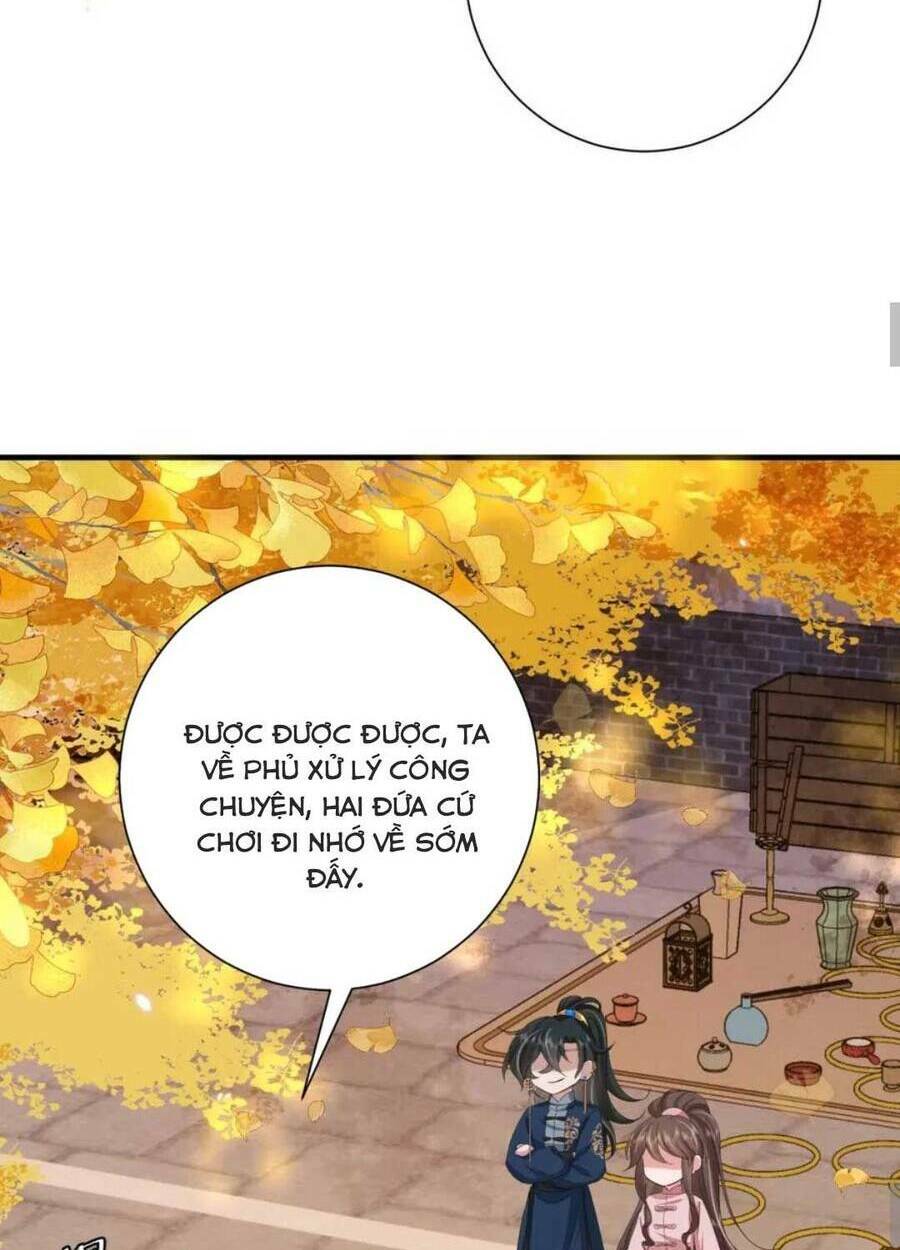 ĐƯỢC ĐƯỢC ĐƯỢC, TA
VỀ PHỦ XỬ LÝ CÔNG
CHUYỆN, HAI ĐỨA CỨ
CHƠI ĐI NHỚ VỀ SỚM
ĐẤY.